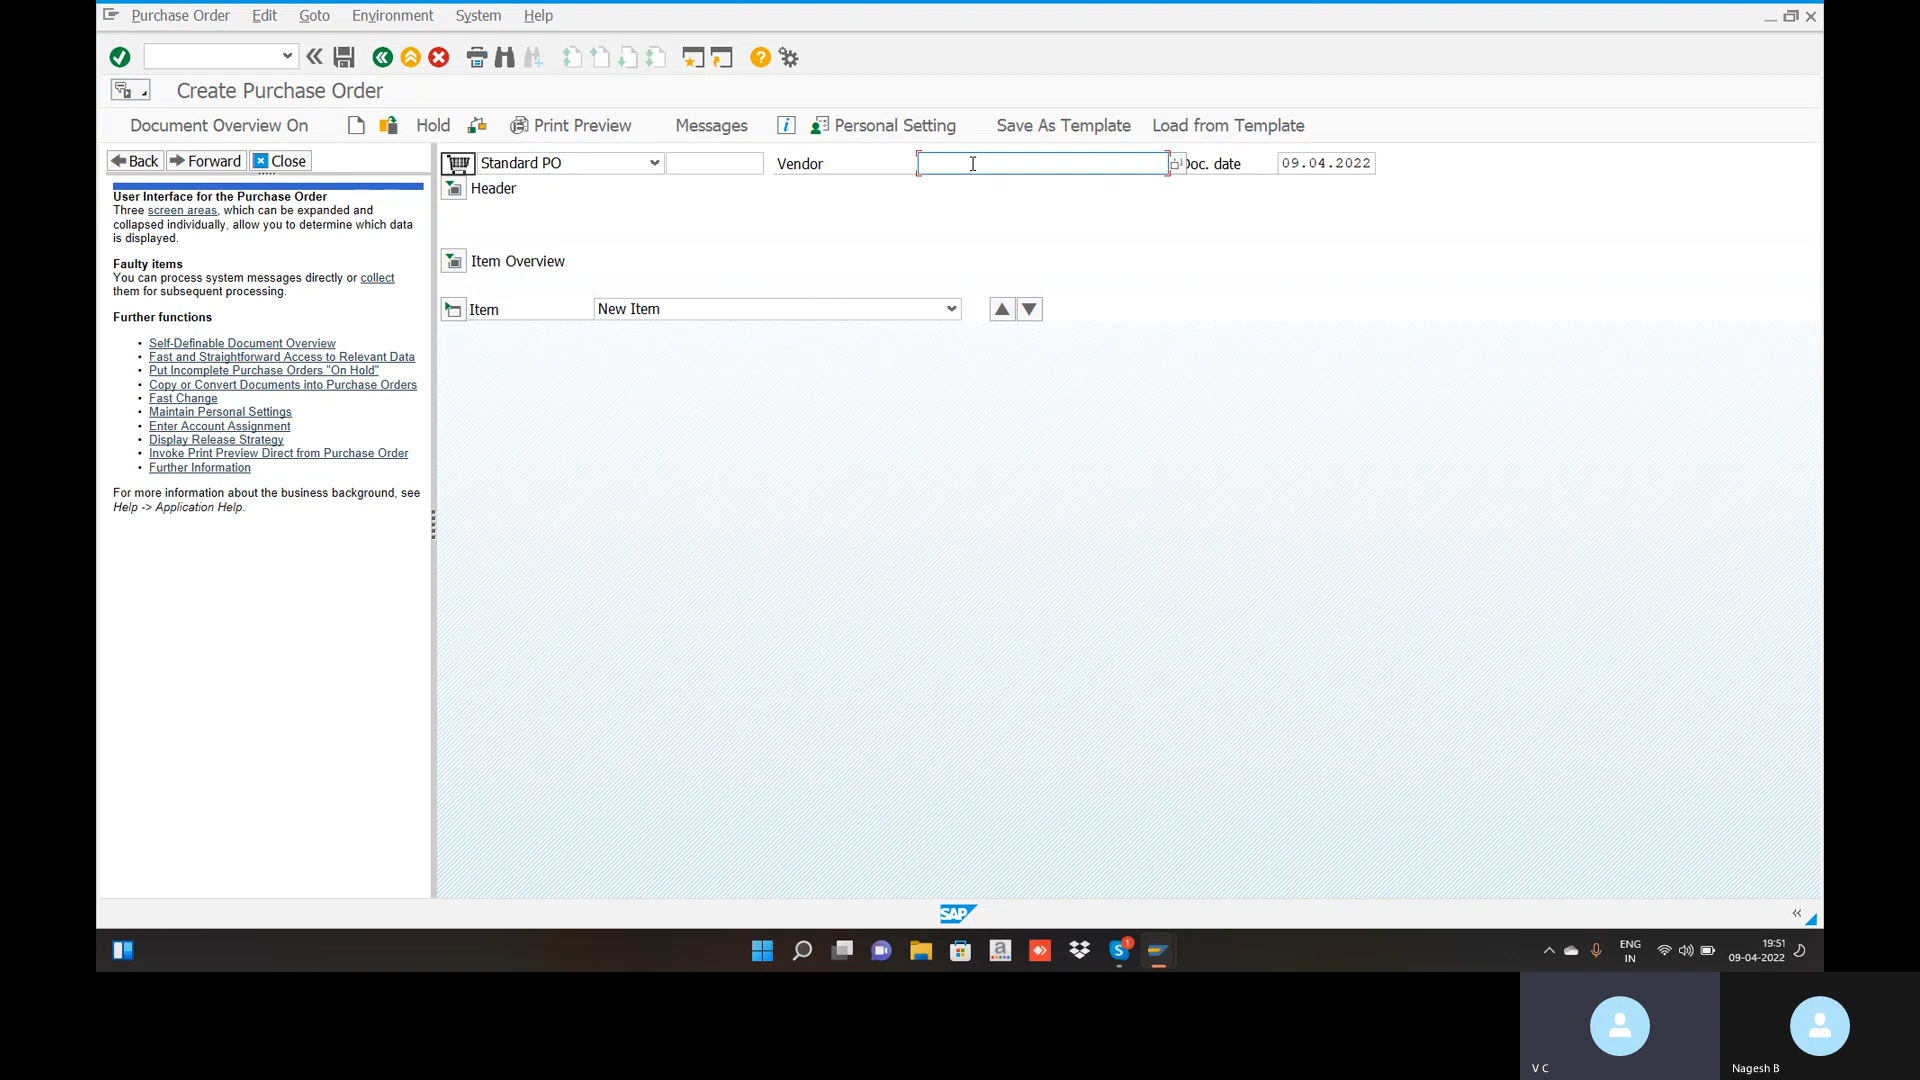 Purchase Order Edit Goto Environment System Help
Create Purchase Order
Document Overview On Hold Print Preview Messages Personal Setting Save As Template Load from Template
Back Forward Close
Standard PO Vendor Doc. date 09.04.2022
Header
Item Overview
Item New Item
User Interface for the Purchase Order
Three screen areas, which can be expanded and
collapsed individually, allow you to determine which data
is displayed.
Faulty items
You can process system messages directly or collect
them for subsequent processing.
Further functions
• Self-Definable Document Overview
• Fast and Straightforward Access to Relevant Data
• Put Incomplete Purchase Orders "On Hold"
• Copy or Convert Documents into Purchase Orders
• Fast Change
• Maintain Personal Settings
• Enter Account Assignment
• Display Release Strategy
• Invoke Print Preview Direct from Purchase Order
• Further Information
For more information about the business background, see
Help -> Application Help.
SAP
ENG
IN
19:51
09-04-2022
V C
Nagesh B